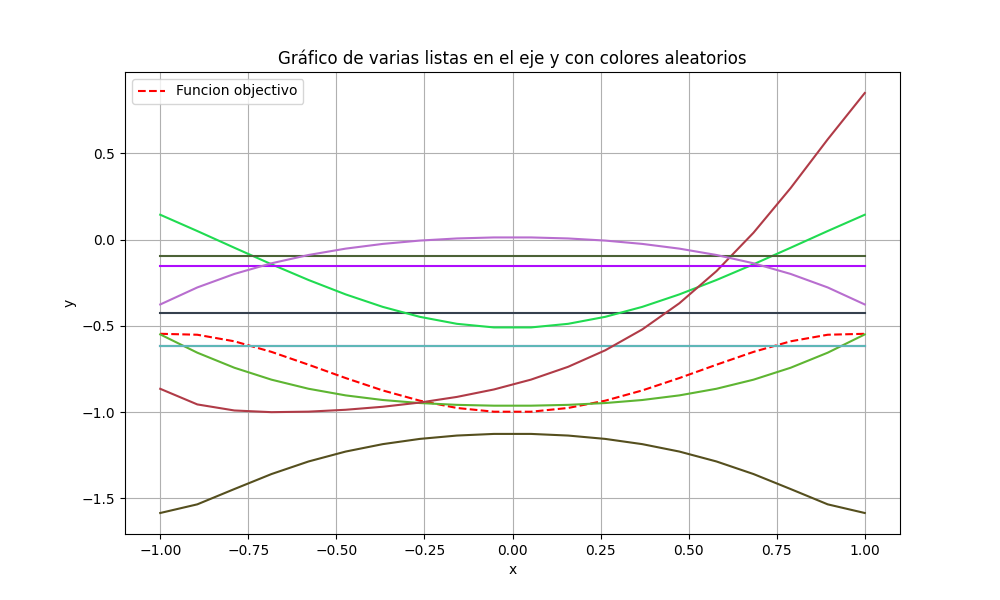 Gráfico de varias listas en el eje y con colores aleatorios
Funcion objectivo
y
0.5
0.0
−0.5
−1.0
−1.5
−1.00 −0.75 −0.50 −0.25 0.00 0.25 0.50 0.75 1.00
x